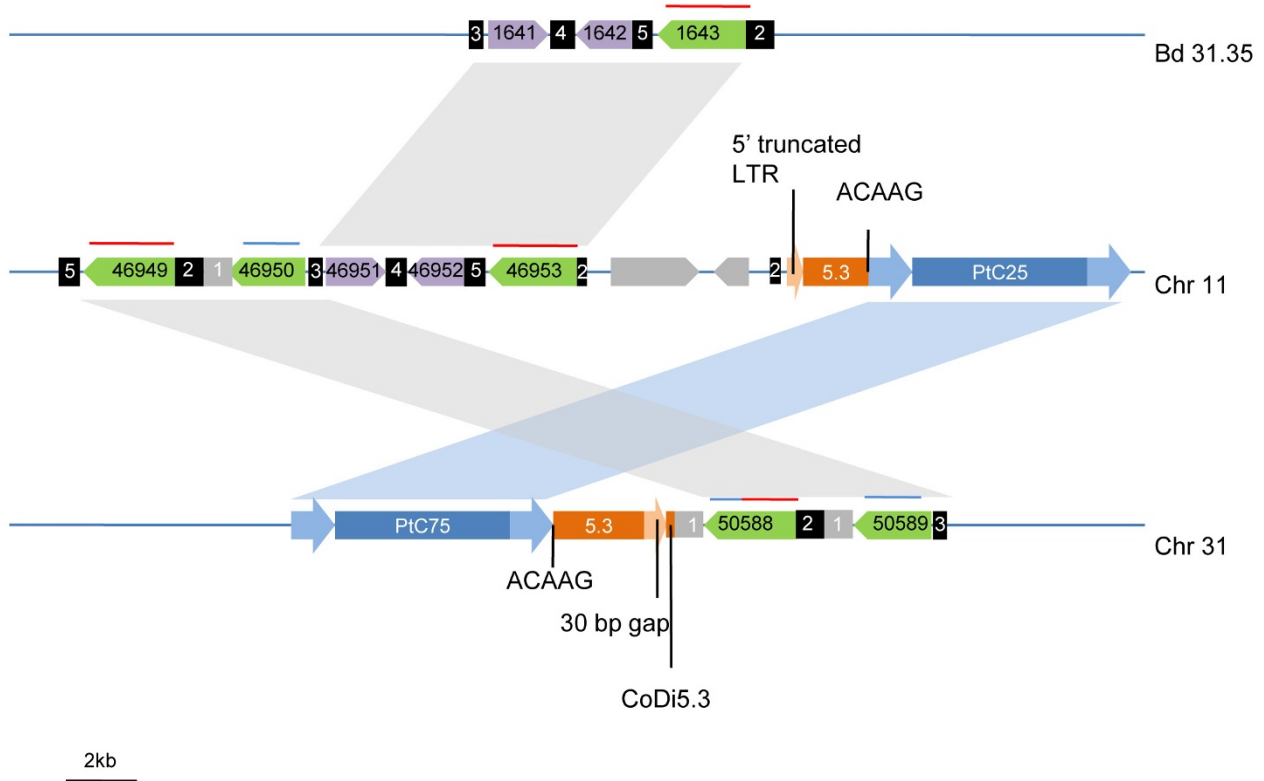 3 1641 4 1642 5 1643 2
Bd 31.35
5’ truncated
LTR
ACAAG
5 46949 2 1 46950 3 46951 4 46952 5 46953 2 2 5.3 PtC25
Chr 11
PtC75 5.3 1 50588 2 1 50589 3
Chr 31
ACAAG
30 bp gap
CoDi5.3
2kb